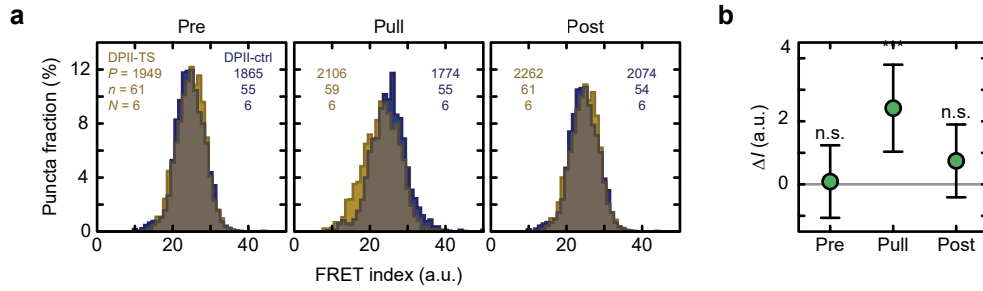 a
b
Pre
Pull
Post
DPII-TS
DPII-ctrl
P = 1949
1865
n = 61
55
N = 6
6
2106
1774
59
55
6
6
2262
2074
61
54
6
6
Puncta fraction (%)
12
8
4
0
0
20
40
0
20
40
0
20
40
FRET index (a.u.)
ΔI (a.u.)
4
2
0
n.s.
***
n.s.
Pre
Pull
Post